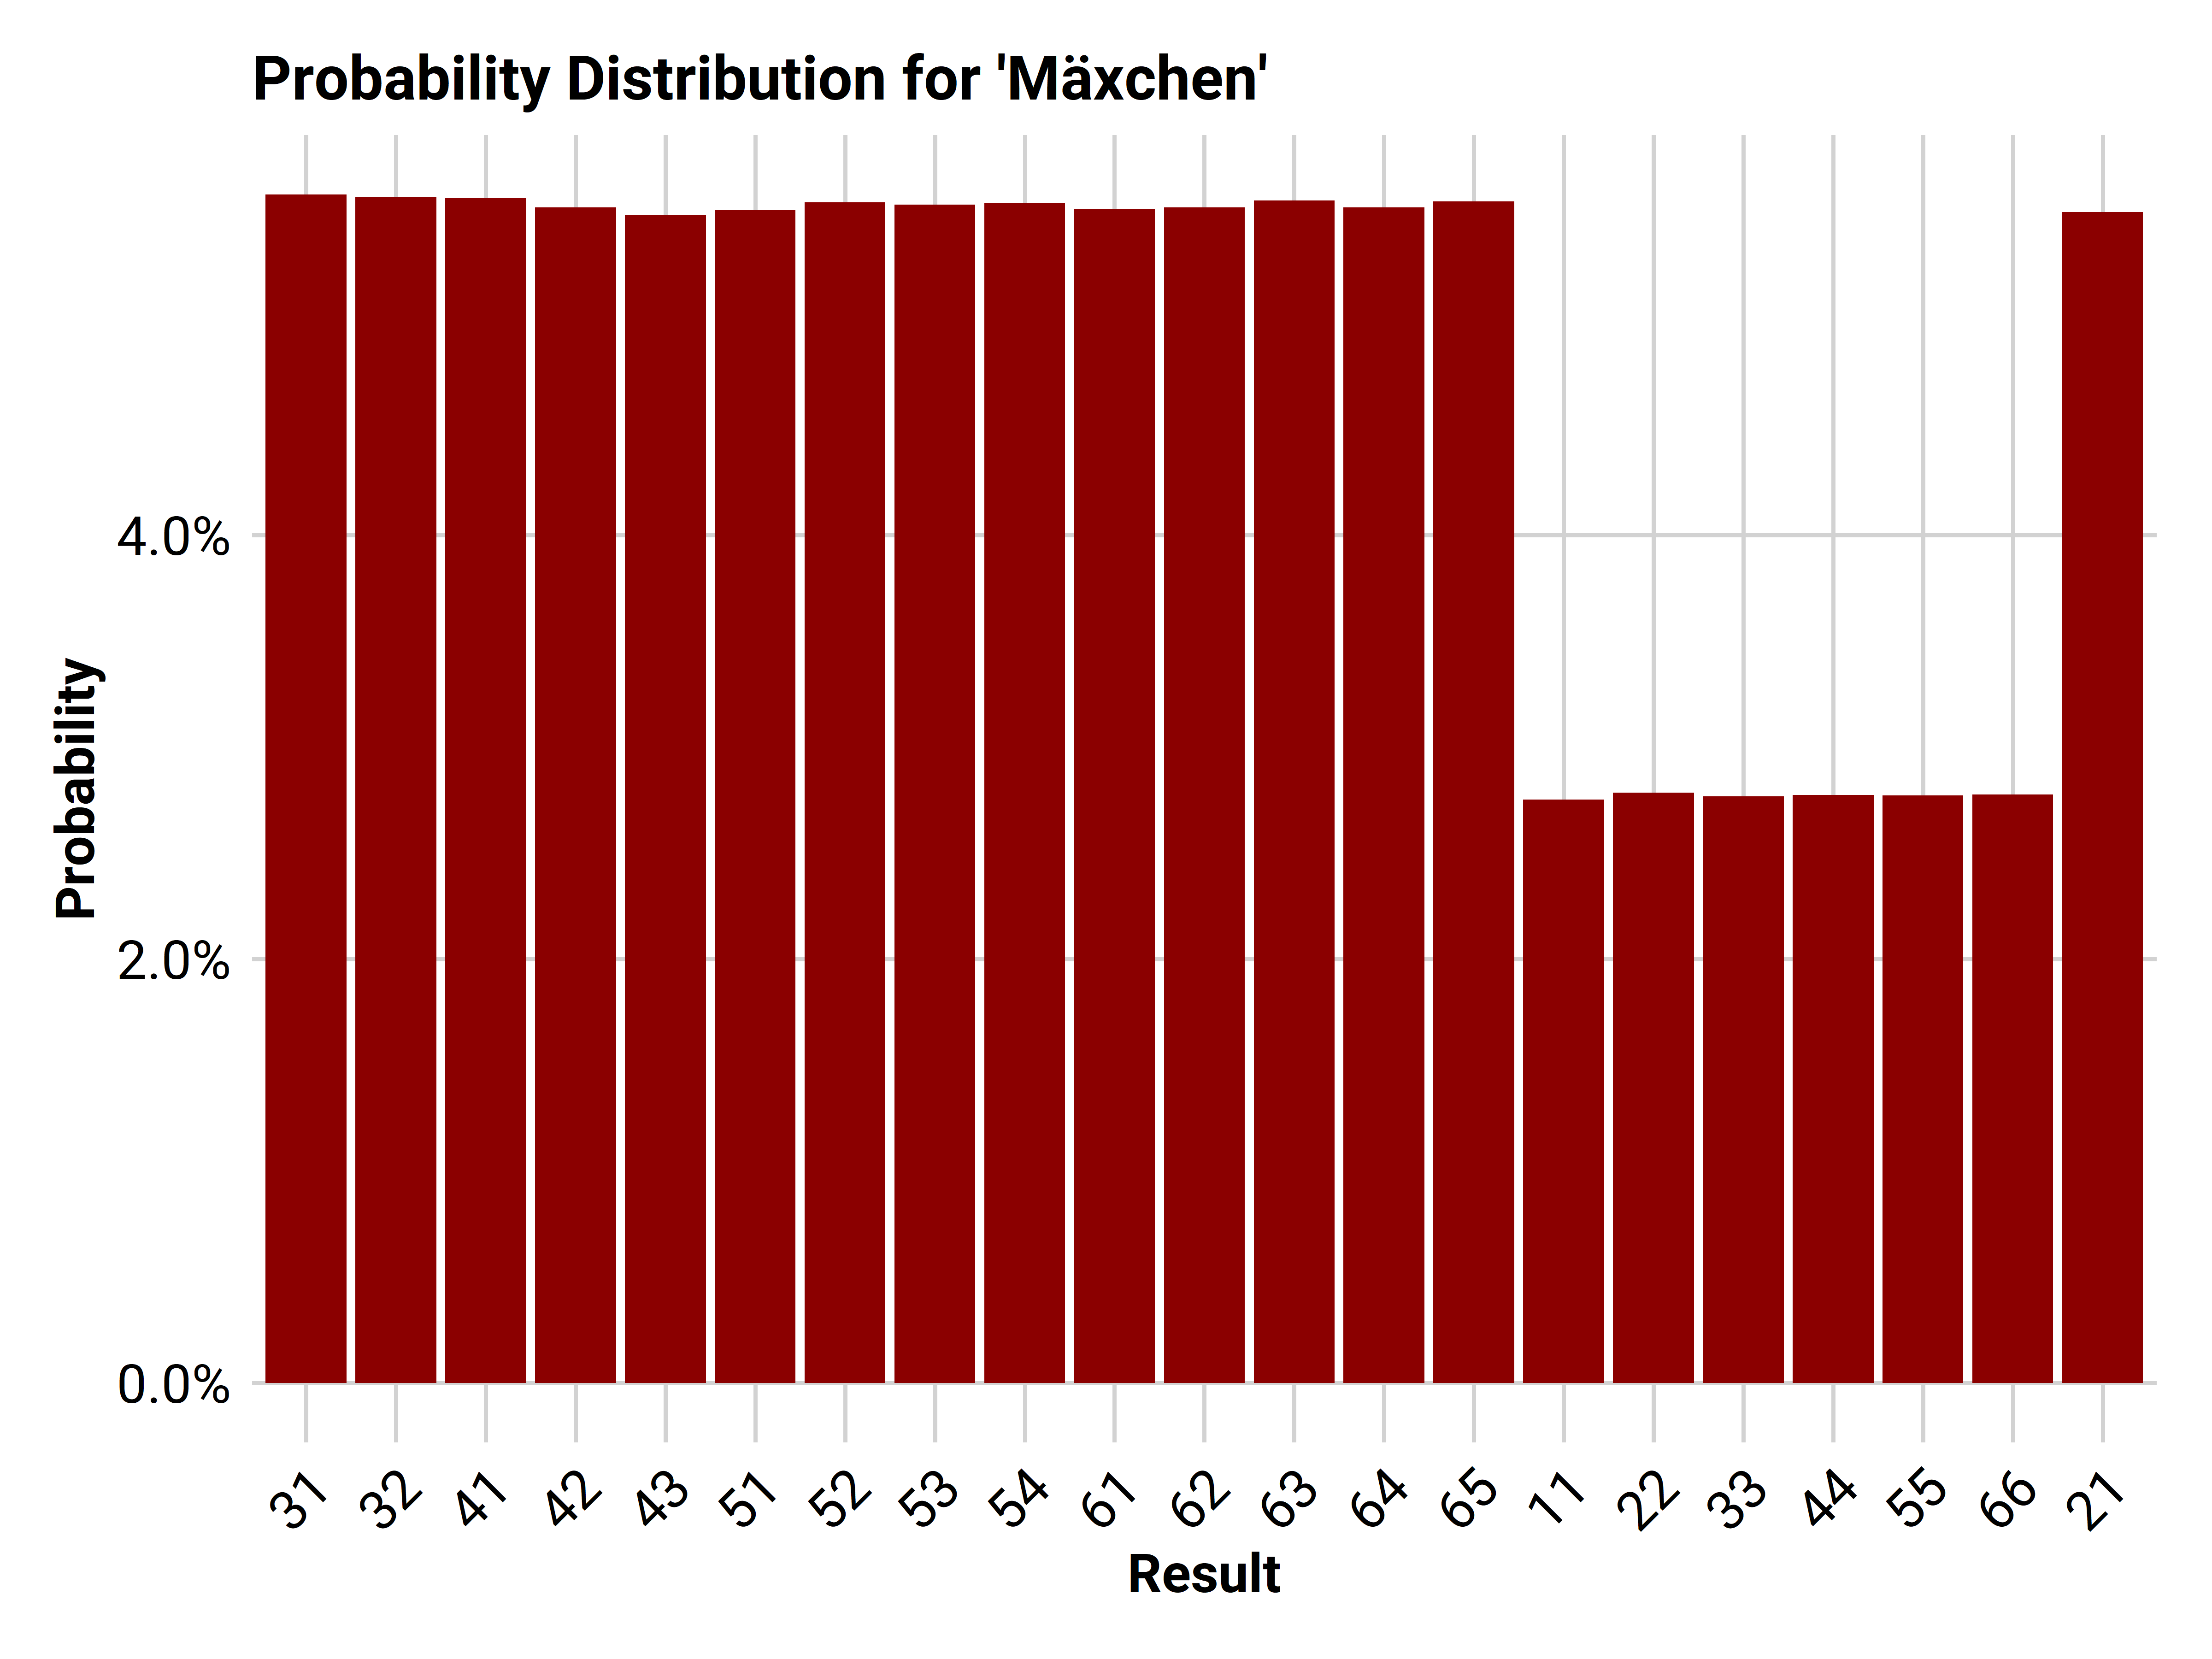 Probability Distribution for 'Mäxchen'
Probability
4.0%
2.0%
0.0%
31 32 41 42 43 51 52 53 54 61 62 63 64 65 11 22 33 44 55 66 21
Result